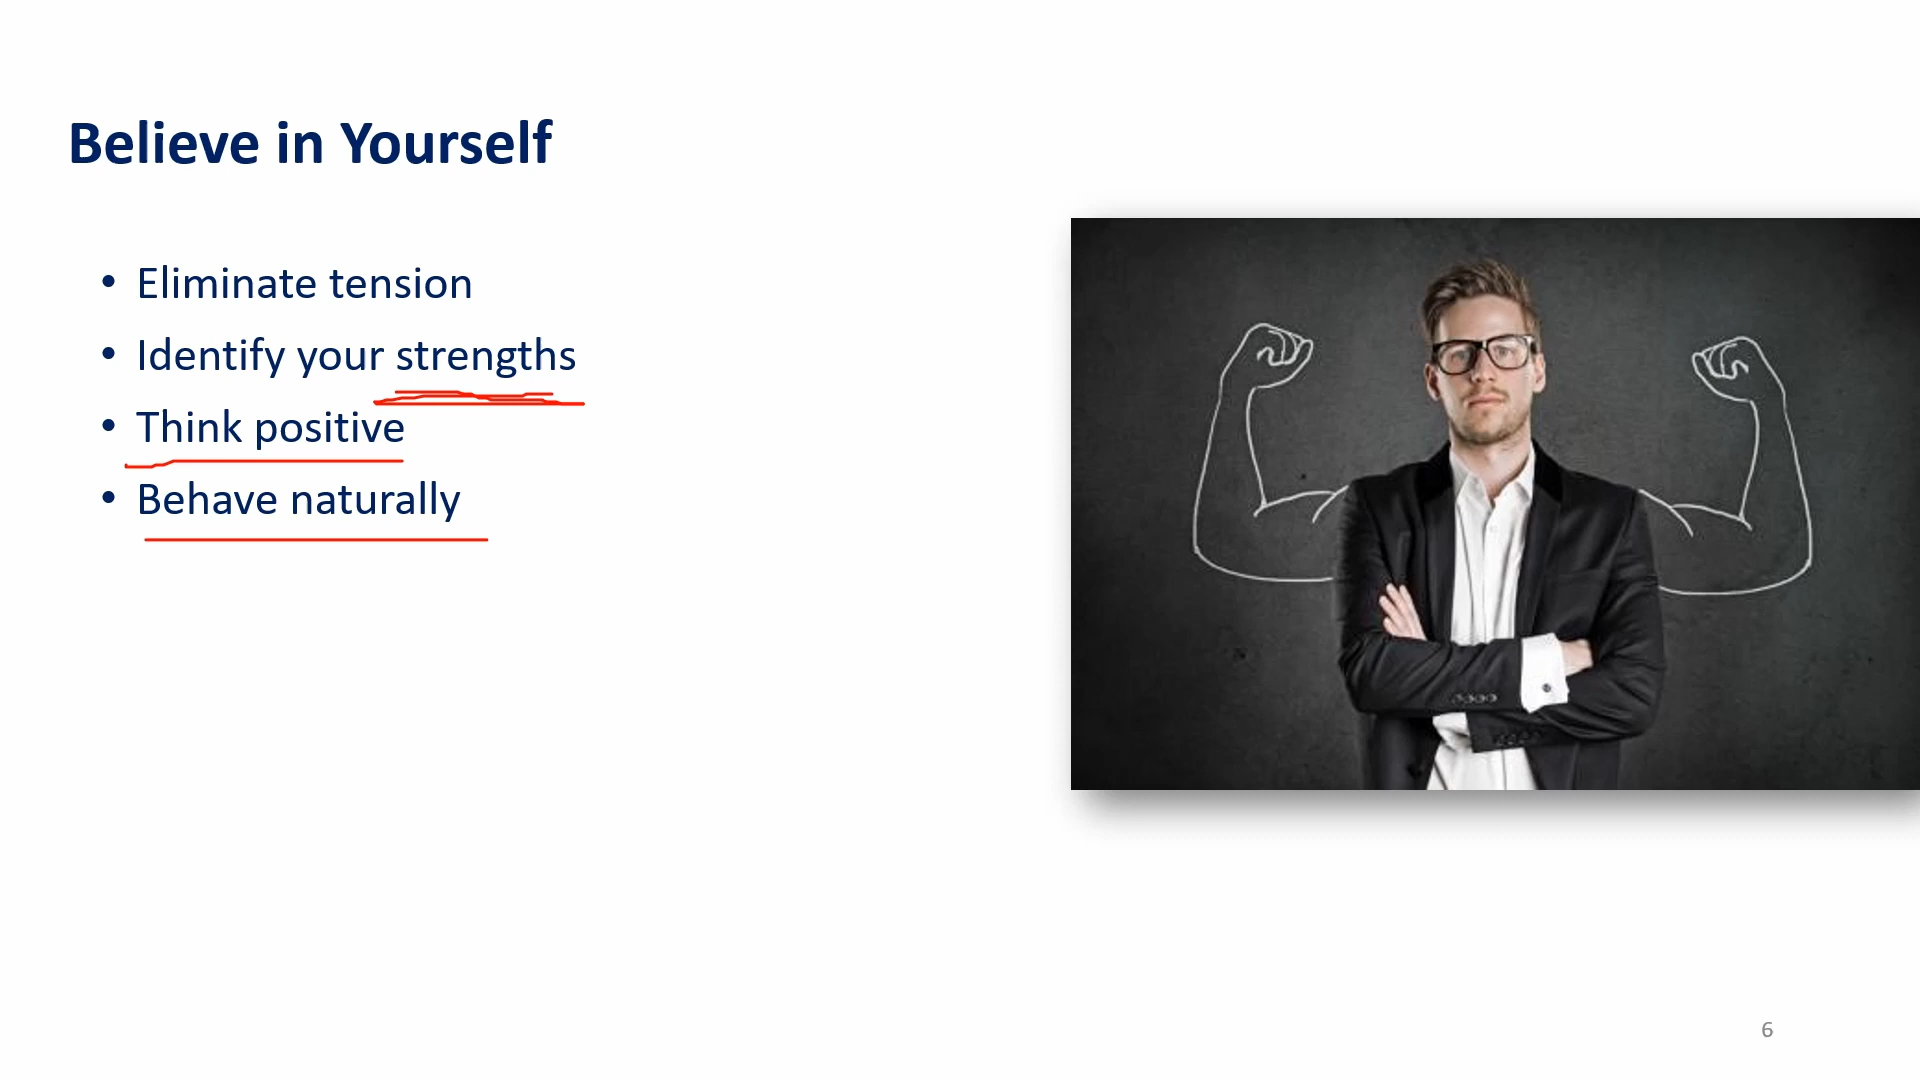 Believe in Yourself
• Eliminate tension
• Identify your strengths
• Think positive
• Behave naturally
6